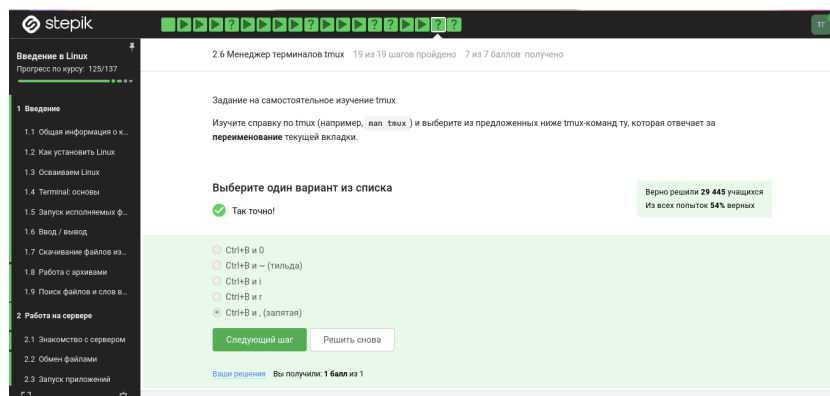 stepik
ТГ
Введение в Linux
Прогресс по курсу: 125/137
1 Введение
1.1 Общая информация о к...
1.2 Как установить Linux
1.3 Осваиваем Linux
1.4 Terminal: основы
1.5 Запуск исполняемых ф...
1.6 Ввод / вывод
1.7 Скачивание файлов из...
1.8 Работа с архивами
1.9 Поиск файлов и слов в...
2 Работа на сервере
2.1 Знакомство с сервером
2.2 Обмен файлами
2.3 Запуск приложений
2.6 Менеджер терминалов tmux 19 из 19 шагов пройдено 7 из 7 баллов получено
Задание на самостоятельное изучение tmux.
Изучите справку по tmux (например, man tmux ) и выберите из предложенных ниже tmux-команд ту, которая отвечает за
переименование текущей вкладки.
Выберите один вариант из списка
Так точно!
Верно решили 29 445 учащихся
Из всех попыток 54% верных
Ctrl+B и 0
Ctrl+B и ~ (тильда)
Ctrl+B и i
Ctrl+B и r
Ctrl+B и , (запятая)
Следующий шаг Решить снова
Ваши решения Вы получили: 1 балл из 1